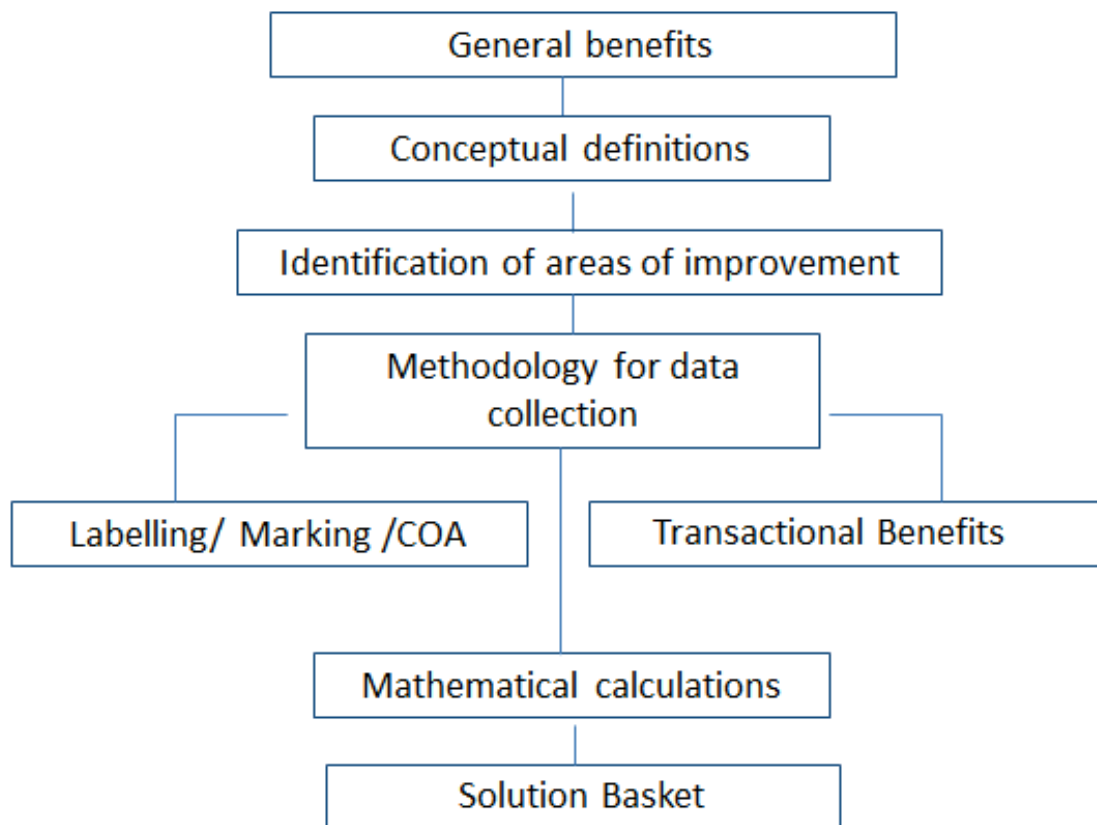 General benefits
Conceptual definitions
Identification of areas of improvement
Methodology for data
collection
Labelling/ Marking /COA
Transactional Benefits
Mathematical calculations
Solution Basket